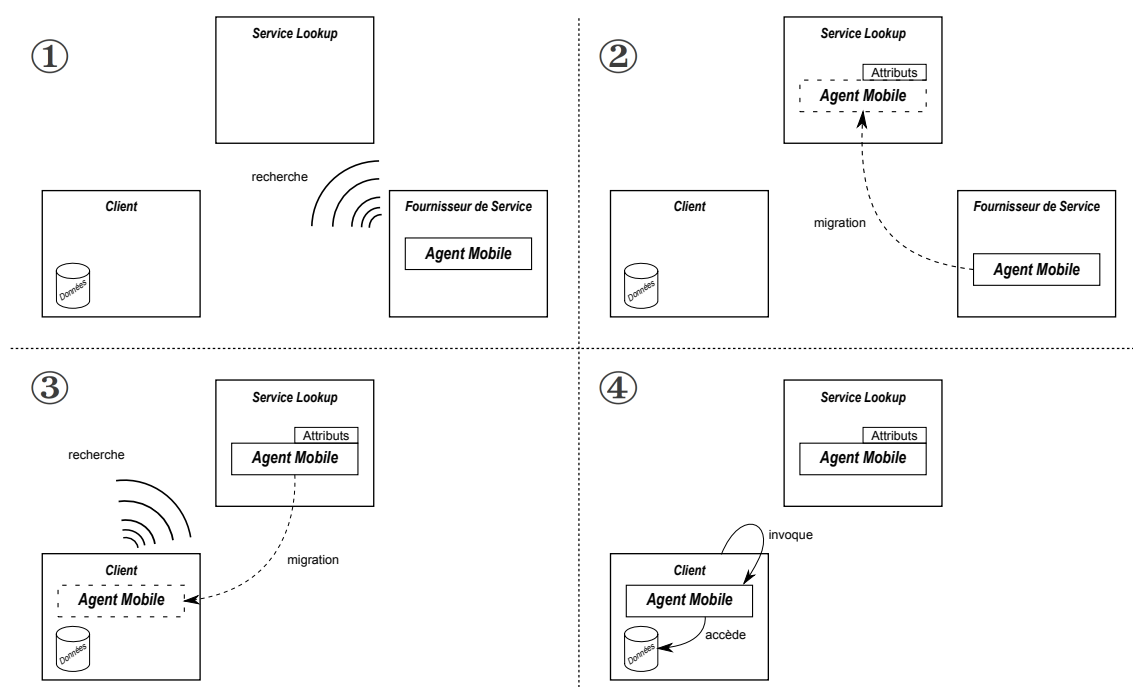 ①
Service Lookup
recherche
Client
Données
Fournisseur de Service
Agent Mobile
②
Service Lookup
Attributs
Agent Mobile
Client
Données
migration
Fournisseur de Service
Agent Mobile
③
Service Lookup
Attributs
Agent Mobile
recherche
migration
Client
Agent Mobile
Données
④
Service Lookup
Attributs
Agent Mobile
invoque
Client
Agent Mobile
accède
Données